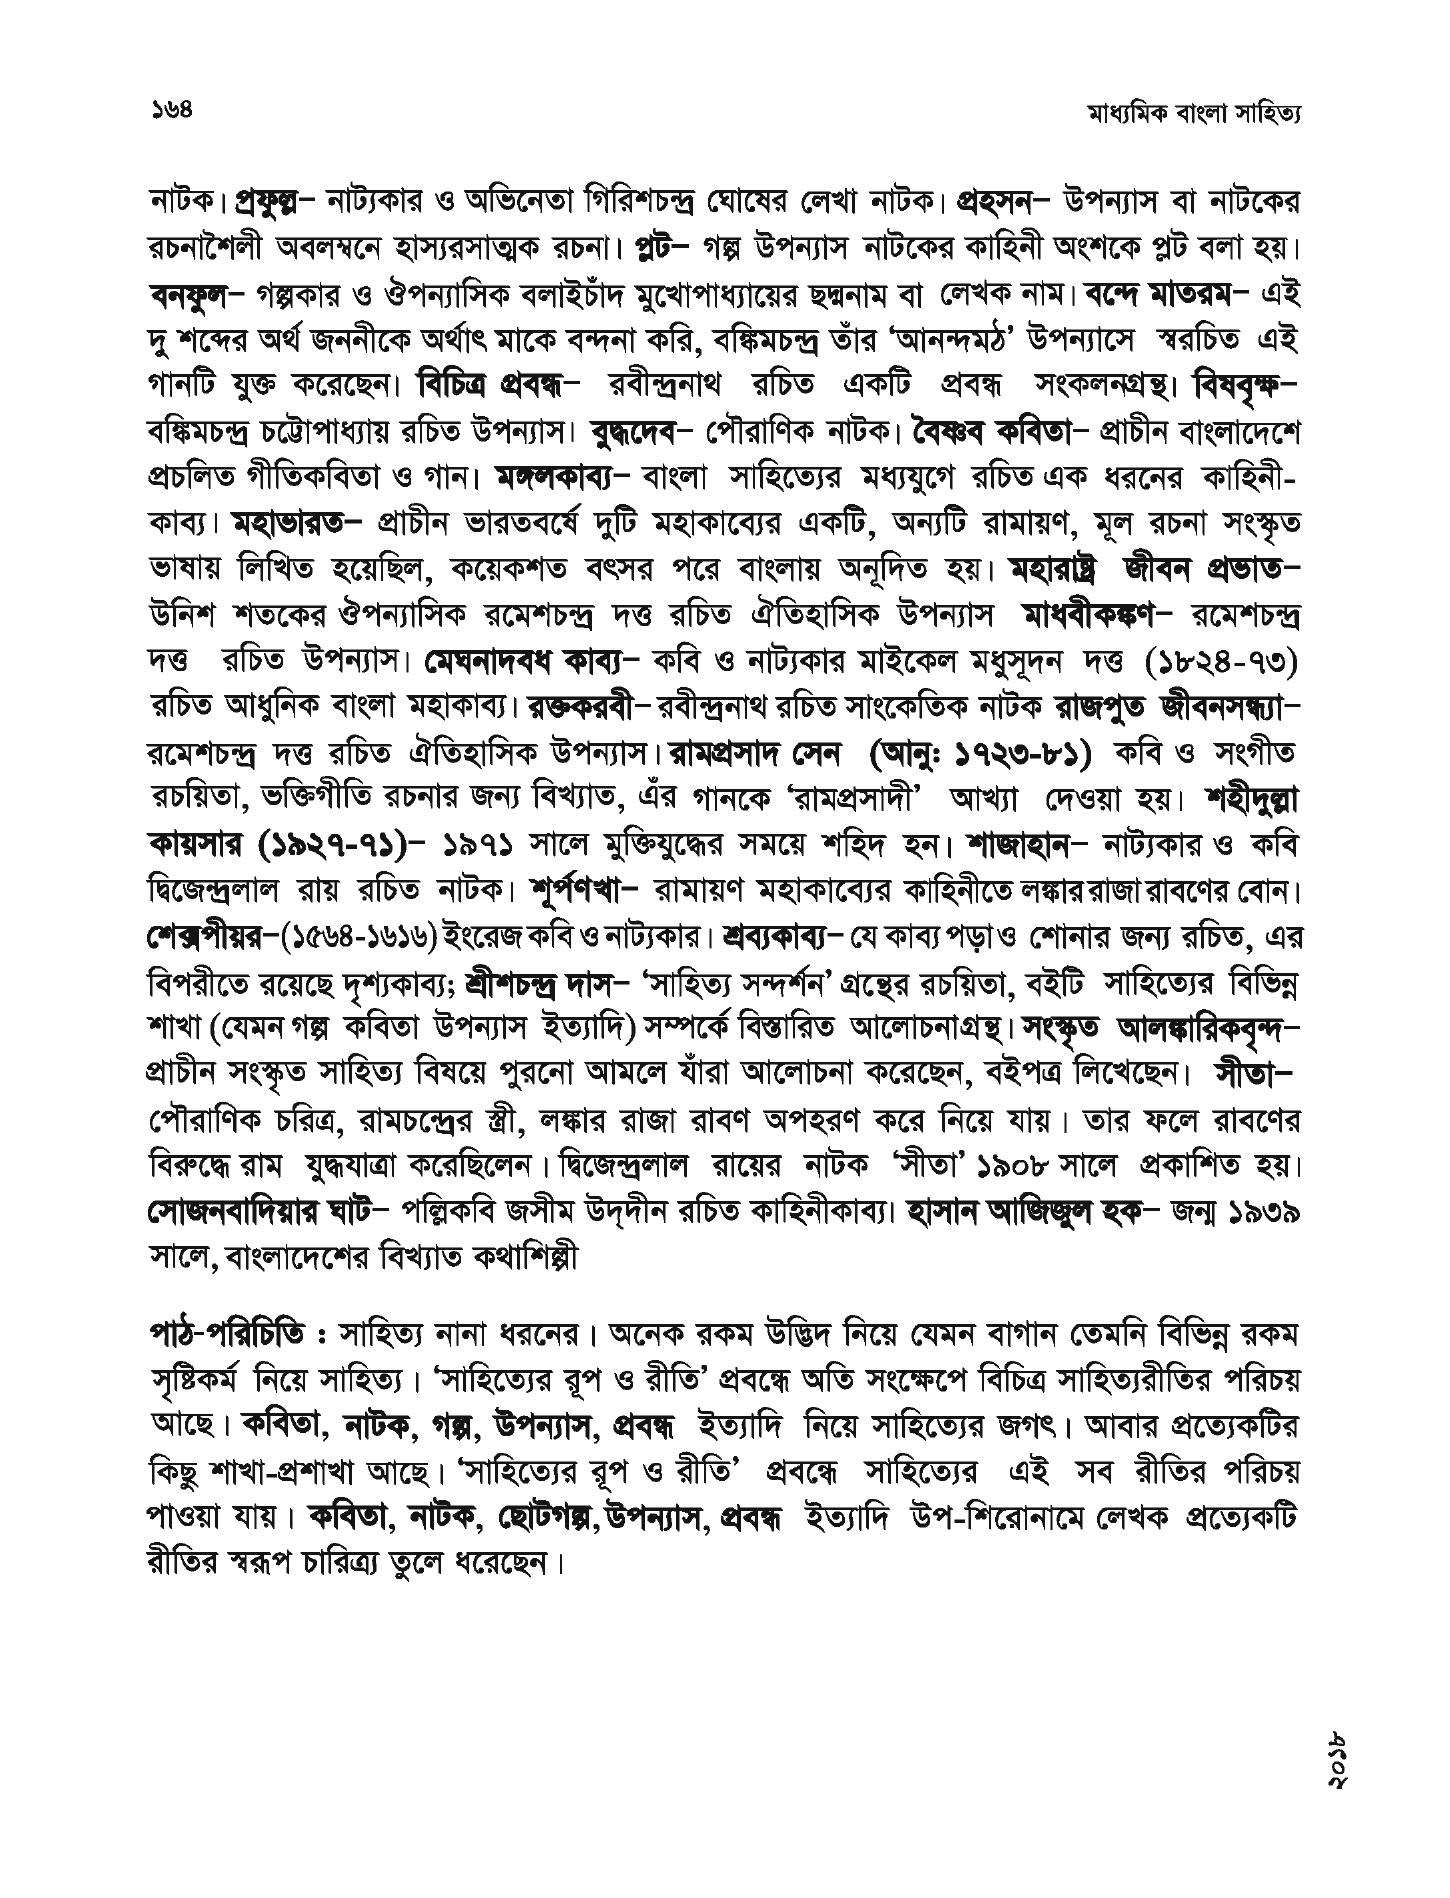 ১৬৪
মাধ্যমিক বাংলা সাহিত্য
নাটক। প্রফুল্ল– নাট্যকার ও অভিনেতা গিরিশচন্দ্র ঘোষের লেখা নাটক। প্রহসন– উপন্যাস বা নাটকের
রচনাশৈলী অবলম্বনে হাস্যরসাত্মক রচনা। প্লট– গল্প উপন্যাস নাটকের কাহিনী অংশকে প্লট বলা হয়।
বনফুল– গল্পকার ও ঔপন্যাসিক বলাইচাঁদ মুখোপাধ্যায়ের ছদ্মনাম বা লেখক নাম। বন্দে মাতরম– এই
দু শব্দের অর্থ জননীকে অর্থাৎ মাকে বন্দনা করি, বঙ্কিমচন্দ্র তাঁর ‘আনন্দমঠ’ উপন্যাসে স্বরচিত এই
গানটি যুক্ত করেছেন। বিচিত্র প্রবন্ধ– রবীন্দ্রনাথ রচিত একটি প্রবন্ধ সংকলনগ্রন্থ। বিষবৃক্ষ–
বঙ্কিমচন্দ্র চট্টোপাধ্যায় রচিত উপন্যাস। বুদ্ধদেব– পৌরাণিক নাটক। বৈষ্ণব কবিতা– প্রাচীন বাংলাদেশে
প্রচলিত গীতিকবিতা ও গান। মঙ্গলকাব্য– বাংলা সাহিত্যের মধ্যযুগে রচিত এক ধরনের কাহিনী-
কাব্য। মহাভারত– প্রাচীন ভারতবর্ষে দুটি মহাকাব্যের একটি, অন্যটি রামায়ণ, মূল রচনা সংস্কৃত
ভাষায় লিখিত হয়েছিল, কয়েকশত বৎসর পরে বাংলায় অনূদিত হয়। মহারাষ্ট্র জীবন প্রভাত–
উনিশ শতকের ঔপন্যাসিক রমেশচন্দ্র দত্ত রচিত ঐতিহাসিক উপন্যাস মাধবীকঙ্কণ– রমেশচন্দ্র
দত্ত রচিত উপন্যাস। মেঘনাদবধ কাব্য– কবি ও নাট্যকার মাইকেল মধুসূদন দত্ত (১৮২৪-৭৩)
রচিত আধুনিক বাংলা মহাকাব্য। রক্তকরবী– রবীন্দ্রনাথ রচিত সাংকেতিক নাটক রাজপুত জীবনসন্ধ্যা–
রমেশচন্দ্র দত্ত রচিত ঐতিহাসিক উপন্যাস। রামপ্রসাদ সেন (আনু: ১৭২৩-৮১) কবি ও সংগীত
রচয়িতা, ভক্তিগীতি রচনার জন্য বিখ্যাত, এঁর গানকে ‘রামপ্রসাদী’ আখ্যা দেওয়া হয়। শহীদুল্লা
কায়সার (১৯২৭-৭১)– ১৯৭১ সালে মুক্তিযুদ্ধের সময়ে শহিদ হন। শাজাহান– নাট্যকার ও কবি
দ্বিজেন্দ্রলাল রায় রচিত নাটক। শূর্পণখা– রামায়ণ মহাকাব্যের কাহিনীতে লঙ্কার রাজা রাবণের বোন।
শেক্সপীয়র–(১৫৬৪-১৬১৬) ইংরেজ কবি ও নাট্যকার। শ্রব্যকাব্য– যে কাব্য পড়া ও শোনার জন্য রচিত, এর
বিপরীতে রয়েছে দৃশ্যকাব্য; শ্রীশচন্দ্র দাস– ‘সাহিত্য সন্দর্শন’ গ্রন্থের রচয়িতা, বইটি সাহিত্যের বিভিন্ন
শাখা (যেমন গল্প কবিতা উপন্যাস ইত্যাদি) সম্পর্কে বিস্তারিত আলোচনাগ্রন্থ। সংস্কৃত আলঙ্কারিকবৃন্দ–
প্রাচীন সংস্কৃত সাহিত্য বিষয়ে পুরনো আমলে যাঁরা আলোচনা করেছেন, বইপত্র লিখেছেন। সীতা–
পৌরাণিক চরিত্র, রামচন্দ্রের স্ত্রী, লঙ্কার রাজা রাবণ অপহরণ করে নিয়ে যায়। তার ফলে রাবণের
বিরুদ্ধে রাম যুদ্ধযাত্রা করেছিলেন। দ্বিজেন্দ্রলাল রায়ের নাটক ‘সীতা’ ১৯০৮ সালে প্রকাশিত হয়।
সোজনবাদিয়ার ঘাট– পল্লিকবি জসীম উদ্‌দীন রচিত কাহিনীকাব্য। হাসান আজিজুল হক– জন্ম ১৯৩৯
সালে, বাংলাদেশের বিখ্যাত কথাশিল্পী
পাঠ-পরিচিতি : সাহিত্য নানা ধরনের। অনেক রকম উদ্ভিদ নিয়ে যেমন বাগান তেমনি বিভিন্ন রকম
সৃষ্টিকর্ম নিয়ে সাহিত্য। ‘সাহিত্যের রূপ ও রীতি’ প্রবন্ধে অতি সংক্ষেপে বিচিত্র সাহিত্যরীতির পরিচয়
আছে। কবিতা, নাটক, গল্প, উপন্যাস, প্রবন্ধ ইত্যাদি নিয়ে সাহিত্যের জগৎ। আবার প্রত্যেকটির
কিছু শাখা-প্রশাখা আছে। ‘সাহিত্যের রূপ ও রীতি’ প্রবন্ধে সাহিত্যের এই সব রীতির পরিচয়
পাওয়া যায়। কবিতা, নাটক, ছোটগল্প, উপন্যাস, প্রবন্ধ ইত্যাদি উপ-শিরোনামে লেখক প্রত্যেকটি
রীতির স্বরূপ চারিত্র্য তুলে ধরেছেন।
২০১৮